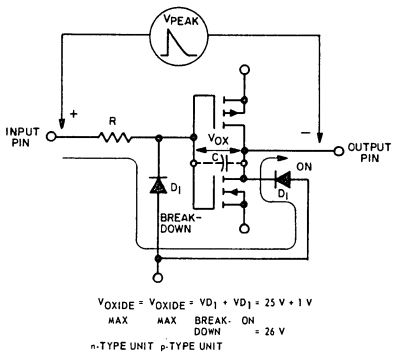 VPEAK
+
−
R
VOX
INPUT
PIN
OUTPUT
PIN
C
ON
D1
D1
BREAK-
DOWN
VOXIDE = VOXIDE = VD1 + VD1 = 25 V + 1 V
MAX MAX BREAK- ON
DOWN = 26 V
n-TYPE UNIT p-TYPE UNIT